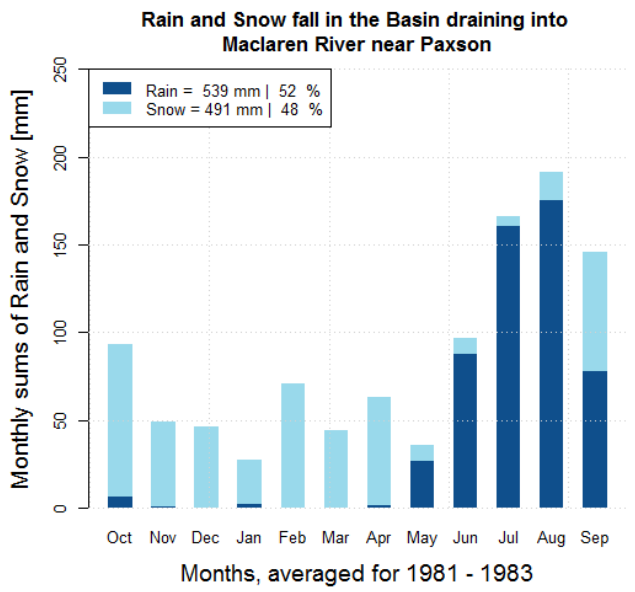 Rain and Snow fall in the Basin draining into
Maclaren River near Paxson
Monthly sums of Rain and Snow [mm]
250
200
150
100
50
0
Rain = 539 mm | 52 %
Snow = 491 mm | 48 %
Oct Nov Dec Jan Feb Mar Apr May Jun Jul Aug Sep
Months, averaged for 1981 - 1983